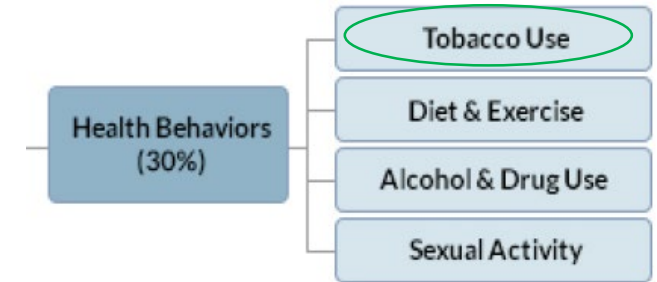 Health Behaviors
(30%)
Tobacco Use
Diet & Exercise
Alcohol & Drug Use
Sexual Activity